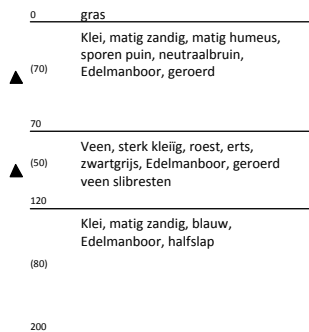 0 gras
Klei, matig zandig, matig humeus,
sporen puin, neutraalbruin,
(70) Edelmanboor, geroerd
70
Veen, sterk kleiïg, roest, erts,
(50) zwartgrijs, Edelmanboor, geroerd
veen slibresten
120
Klei, matig zandig, blauw,
Edelmanboor, halfslap
(80)
200